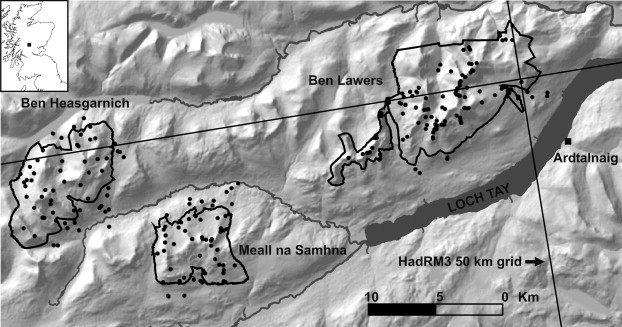 Ben Lawers
Ben Heasgarnich
Ardtalnaig
LOCH TAY
Meall na Samhna
HadRM3 50 km grid
10 5 0 Km